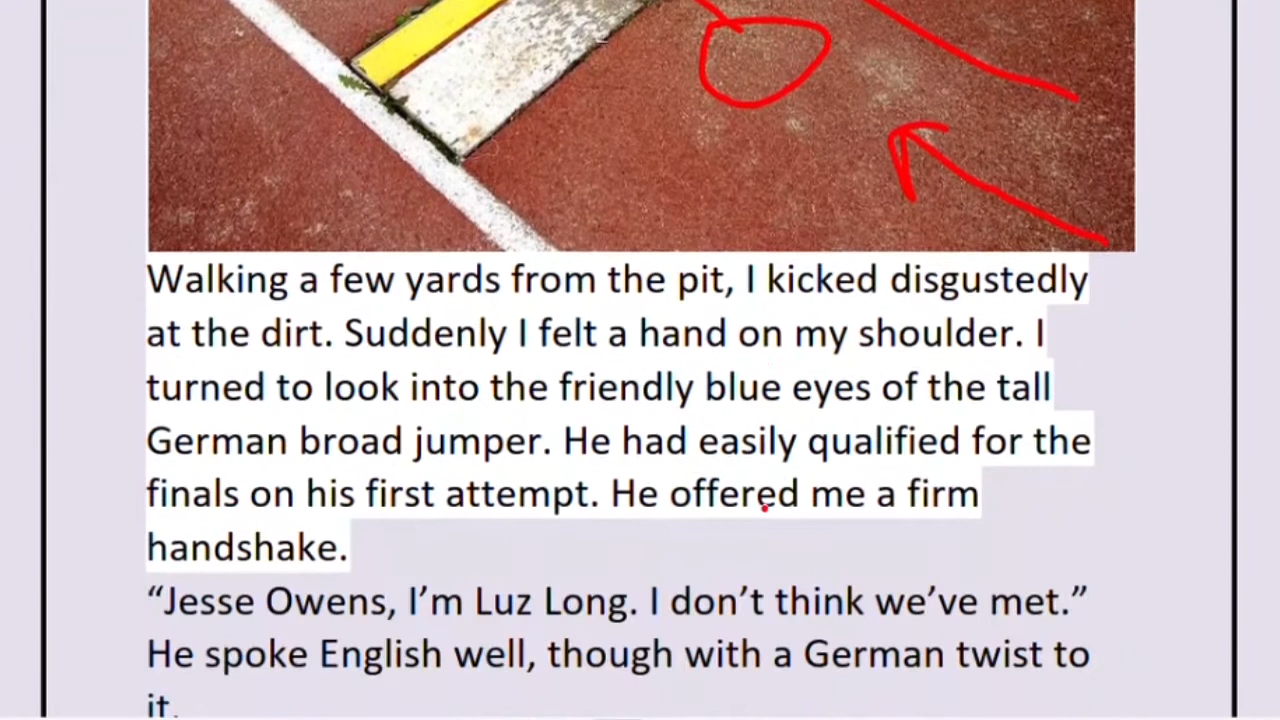 Walking a few yards from the pit, I kicked disgustedly
at the dirt. Suddenly I felt a hand on my shoulder. I
turned to look into the friendly blue eyes of the tall
German broad jumper. He had easily qualified for the
finals on his first attempt. He offered me a firm
handshake.
“Jesse Owens, I’m Luz Long. I don’t think we’ve met.”
He spoke English well, though with a German twist to
it.